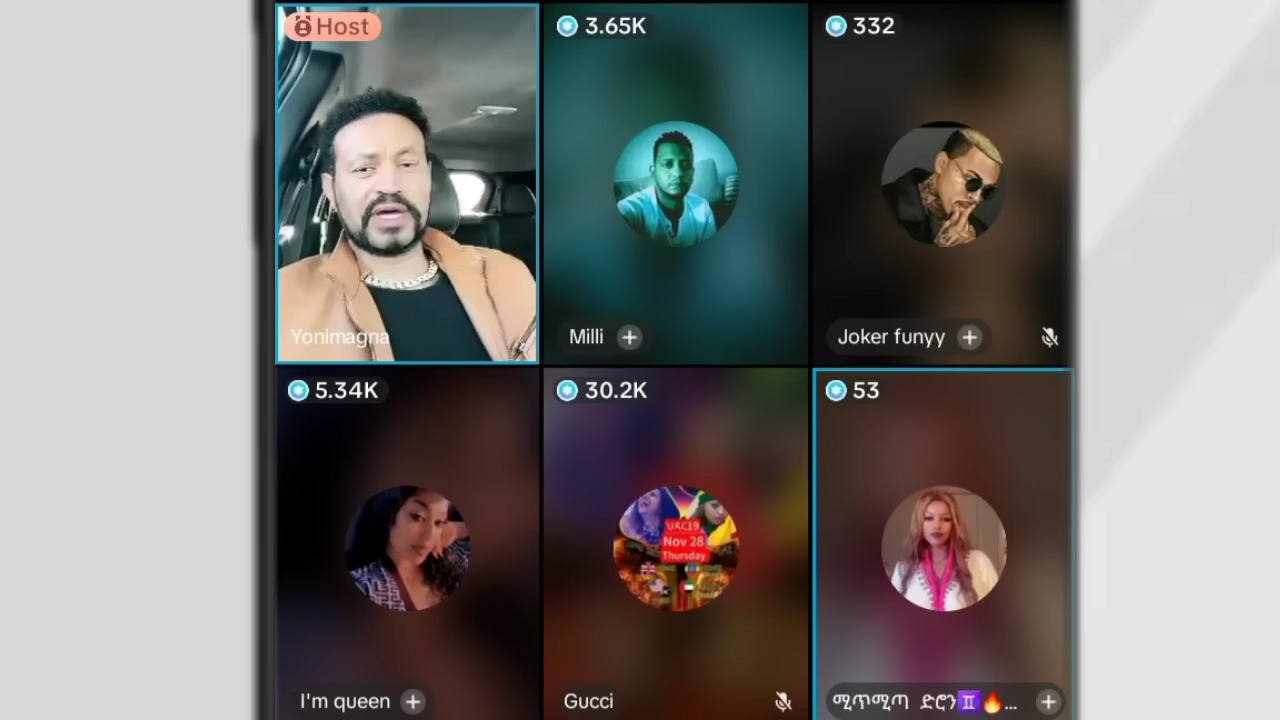 Host
3.65K
332
Yonimagna
Milli
Joker funyy
5.34K
30.2K
53
UKC19
Nov 28
Thursday
I'm queen
Gucci
ሚጥሚጣ ድሮን♊🔥...